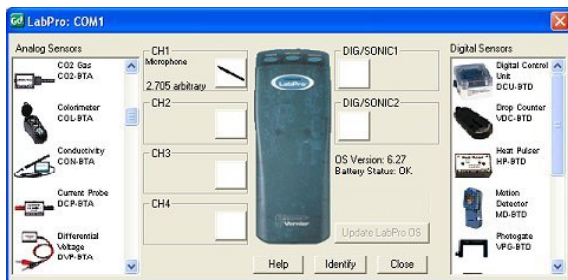 LabPro: COM1
Analog Sensors
CO2 Gas
CO2-BTA
Colorimeter
COL-BTA
Conductivity
CON-BTA
Current Probe
DCP-BTA
Differential
Voltage
DVP-BTA
CH1
Microphone
2.705 arbitrary
CH2
CH3
CH4
LabPro
Vernier
DIG/SONIC1
DIG/SONIC2
OS Version: 6.27
Battery Status: OK.
Update LabPro OS
Help
Identify
Close
Digital Sensors
Digital Control
Unit
DCU-BTD
Drop Counter
VDC-BTD
Heat Pulser
HP-BTD
Motion
Detector
MD-BTD
Photogate
VPG-BTD